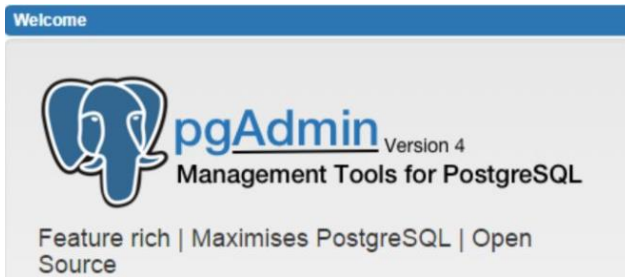 Welcome
pgAdmin Version 4
Management Tools for PostgreSQL
Feature rich | Maximises PostgreSQL | Open
Source